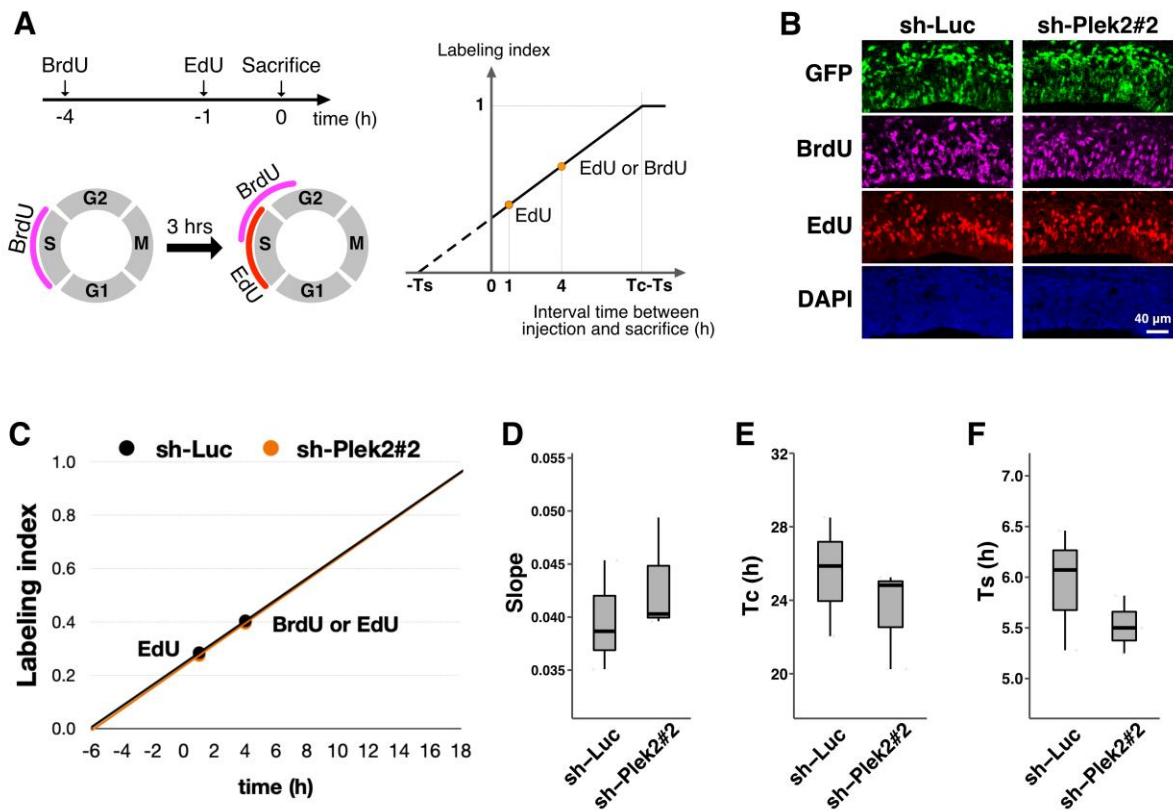 A
BrdU
EdU
Sacrifice
-4
-1
0
time (h)
BrdU
G2
S
M
G1
3 hrs
BrdU
EdU
G2
S
M
G1
Labeling index
1
EdU or BrdU
EdU
-Ts
0
1
4
Tc-Ts
Interval time between
injection and sacrifice (h)
B
sh-Luc
sh-Plek2#2
GFP
BrdU
EdU
DAPI
40 µm
C
sh-Luc
sh-Plek2#2
Labeling index
1.0
0.8
0.6
0.4
0.2
0.0
EdU
BrdU or EdU
-6
-4
-2
0
2
4
6
8
10
12
14
16
18
time (h)
D
Slope
0.055
0.050
0.045
0.040
0.035
sh–Luc
sh–Plek2#2
E
Tc (h)
32
28
24
20
sh–Luc
sh–Plek2#2
F
Ts (h)
7.0
6.5
6.0
5.5
5.0
sh–Luc
sh–Plek2#2